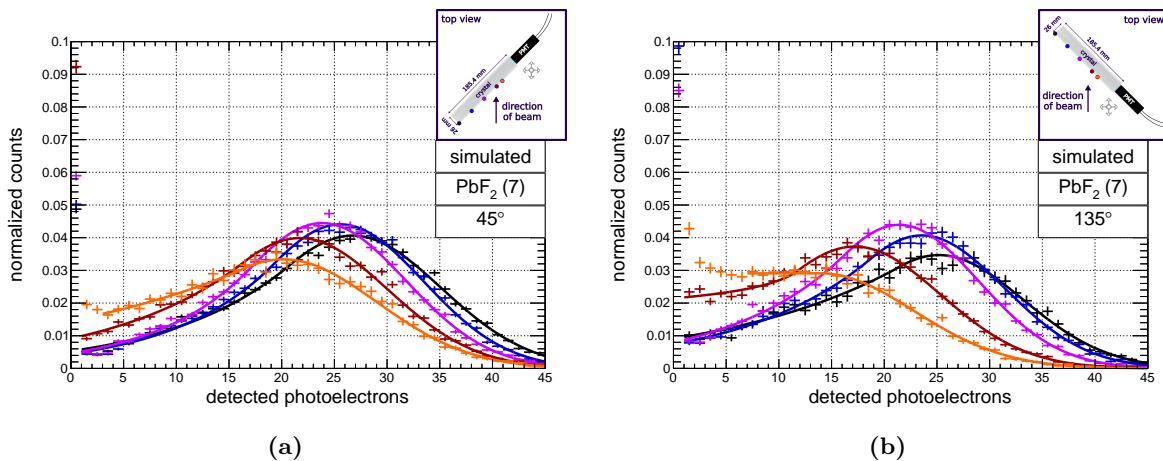 top view
PMT
185.4 mm
crystal
26 mm
direction
of beam
simulated
PbF₂ (7)
45°
normalized counts
0.1
0.09
0.08
0.07
0.06
0.05
0.04
0.03
0.02
0.01
0
0 5 10 15 20 25 30 35 40 45
detected photoelectrons
(a)
top view
26 mm
185.4 mm
crystal
PMT
direction
of beam
simulated
PbF₂ (7)
135°
normalized counts
0.1
0.09
0.08
0.07
0.06
0.05
0.04
0.03
0.02
0.01
0
0 5 10 15 20 25 30 35 40 45
detected photoelectrons
(b)